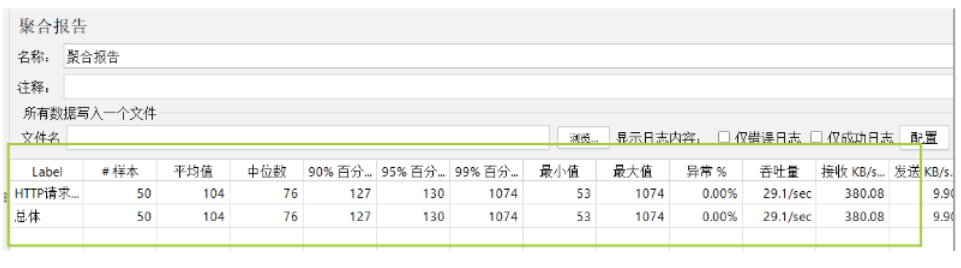 聚合报告
名称： 聚合报告
注释：
所有数据写入一个文件
文件名 浏览... 显示日志内容： 仅错误日志 仅成功日志 配置
Label # 样本 平均值 中位数 90% 百分... 95% 百分... 99% 百分... 最小值 最大值 异常 % 吞吐量 接收 KB/s... 发送 KB/s.
HTTP请求... 50 104 76 127 130 1074 53 1074 0.00% 29.1/sec 380.08 9.90
总体 50 104 76 127 130 1074 53 1074 0.00% 29.1/sec 380.08 9.90